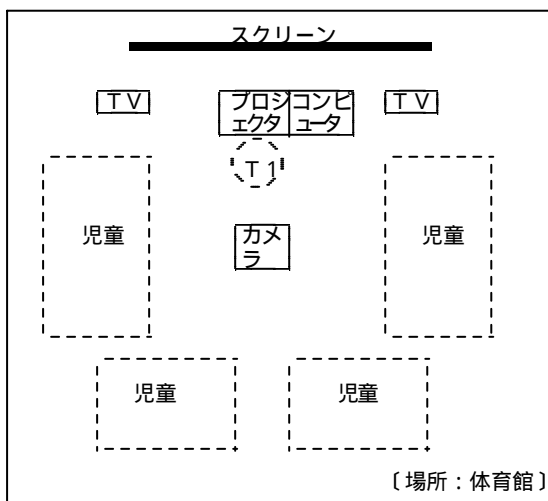 スクリーン
TV
プロジ
ェクタ
コンピ
ュータ
TV
T1
児童
カメ
ラ
児童
児童
児童
〔場所：体育館〕